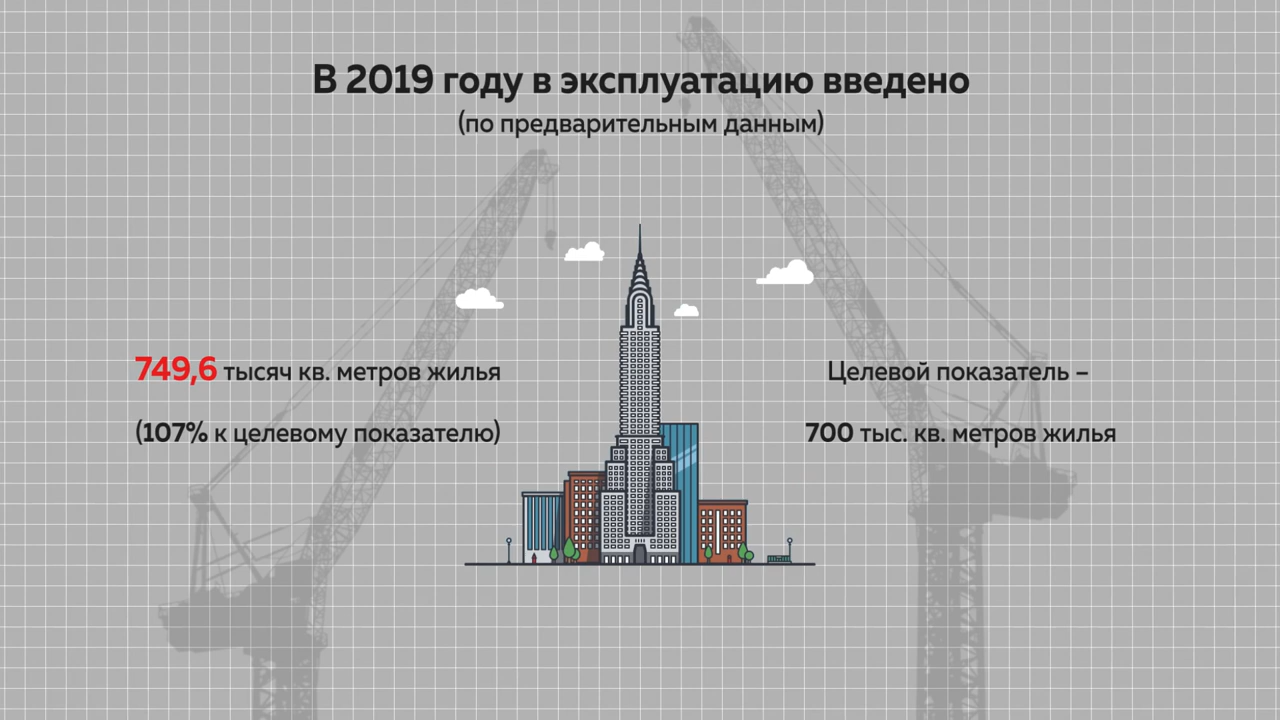 В 2019 году в эксплуатацию введено
(по предварительным данным)
749,6 тысяч кв. метров жилья
(107% к целевому показателю)
Целевой показатель –
700 тыс. кв. метров жилья